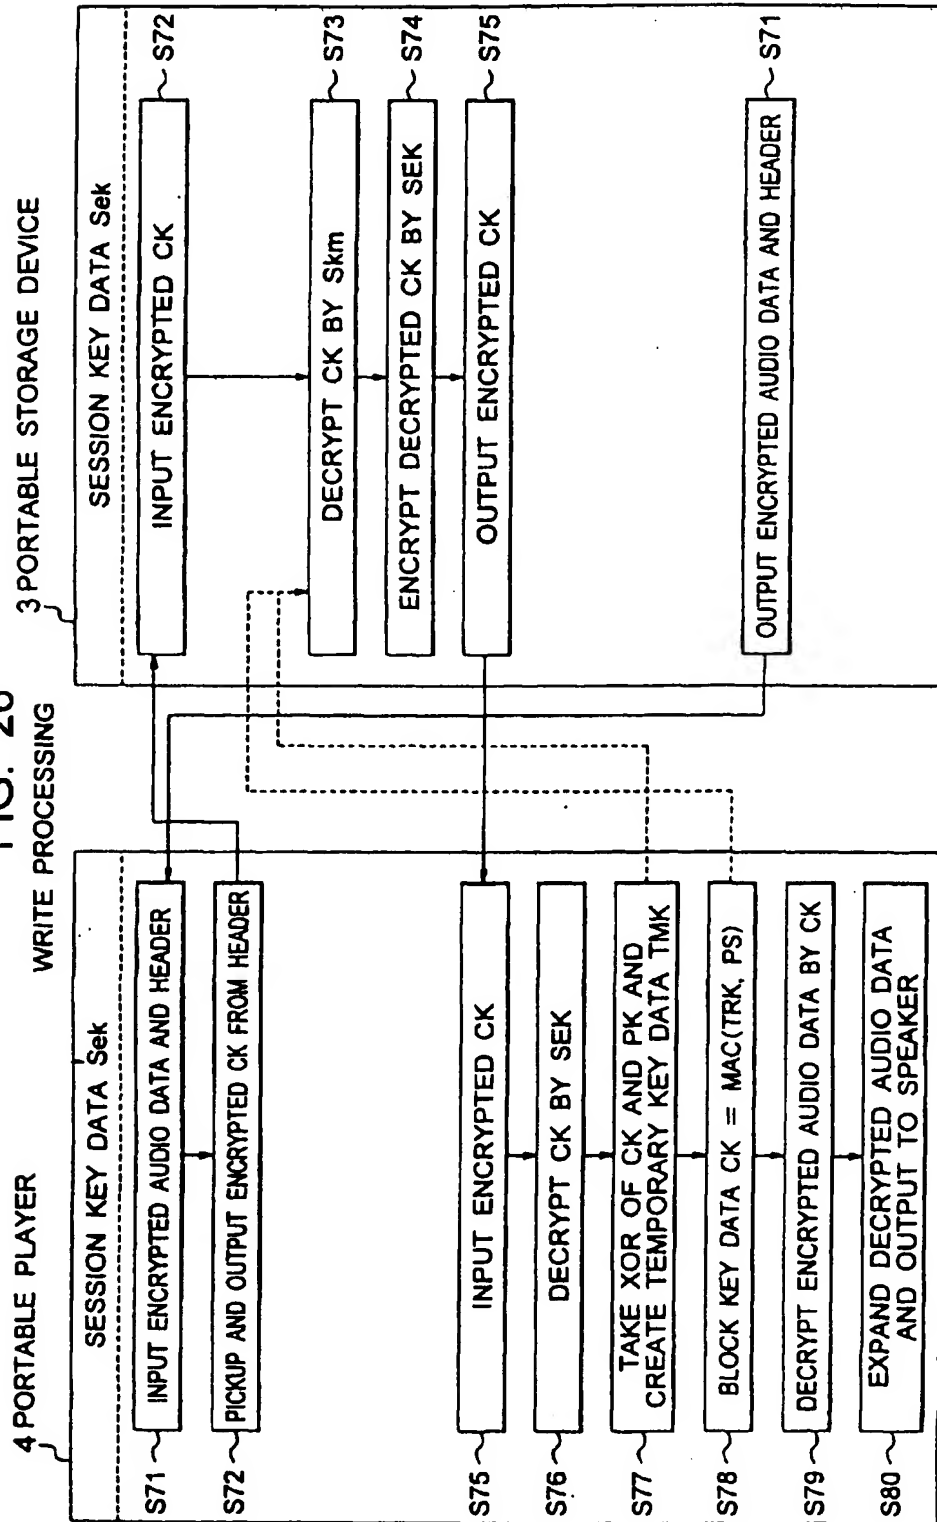 WRITE PROCESSING
4 PORTABLE PLAYER
SESSION KEY DATA Sek
S71
INPUT ENCRYPTED AUDIO DATA AND HEADER
S72
PICKUP AND OUTPUT ENCRYPTED CK FROM HEADER
S75
INPUT ENCRYPTED CK
S76
DECRYPT CK BY SEK
S77
TAKE XOR OF CK AND PK AND
CREATE TEMPORARY KEY DATA TMK
S78
BLOCK KEY DATA CK = MAC(TRK, PS)
S79
DECRYPT ENCRYPTED AUDIO DATA BY CK
S80
EXPAND DECRYPTED AUDIO DATA
AND OUTPUT TO SPEAKER
3 PORTABLE STORAGE DEVICE
SESSION KEY DATA Sek
INPUT ENCRYPTED CK
S72
DECRYPT CK BY Skm
S73
ENCRYPT DECRYPTED CK BY SEK
S74
OUTPUT ENCRYPTED CK
S75
OUTPUT ENCRYPTED AUDIO DATA AND HEADER
S71